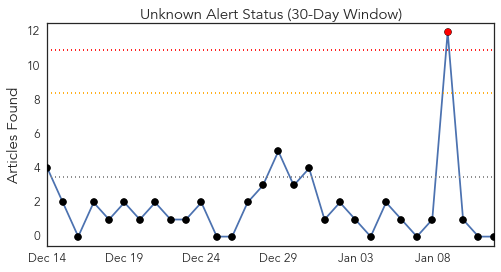 Unknown Alert Status (30-Day Window)
Articles Found
12
10
8
6
4
2
0
Dec 14 Dec 19 Dec 24 Dec 29 Jan 03 Jan 08